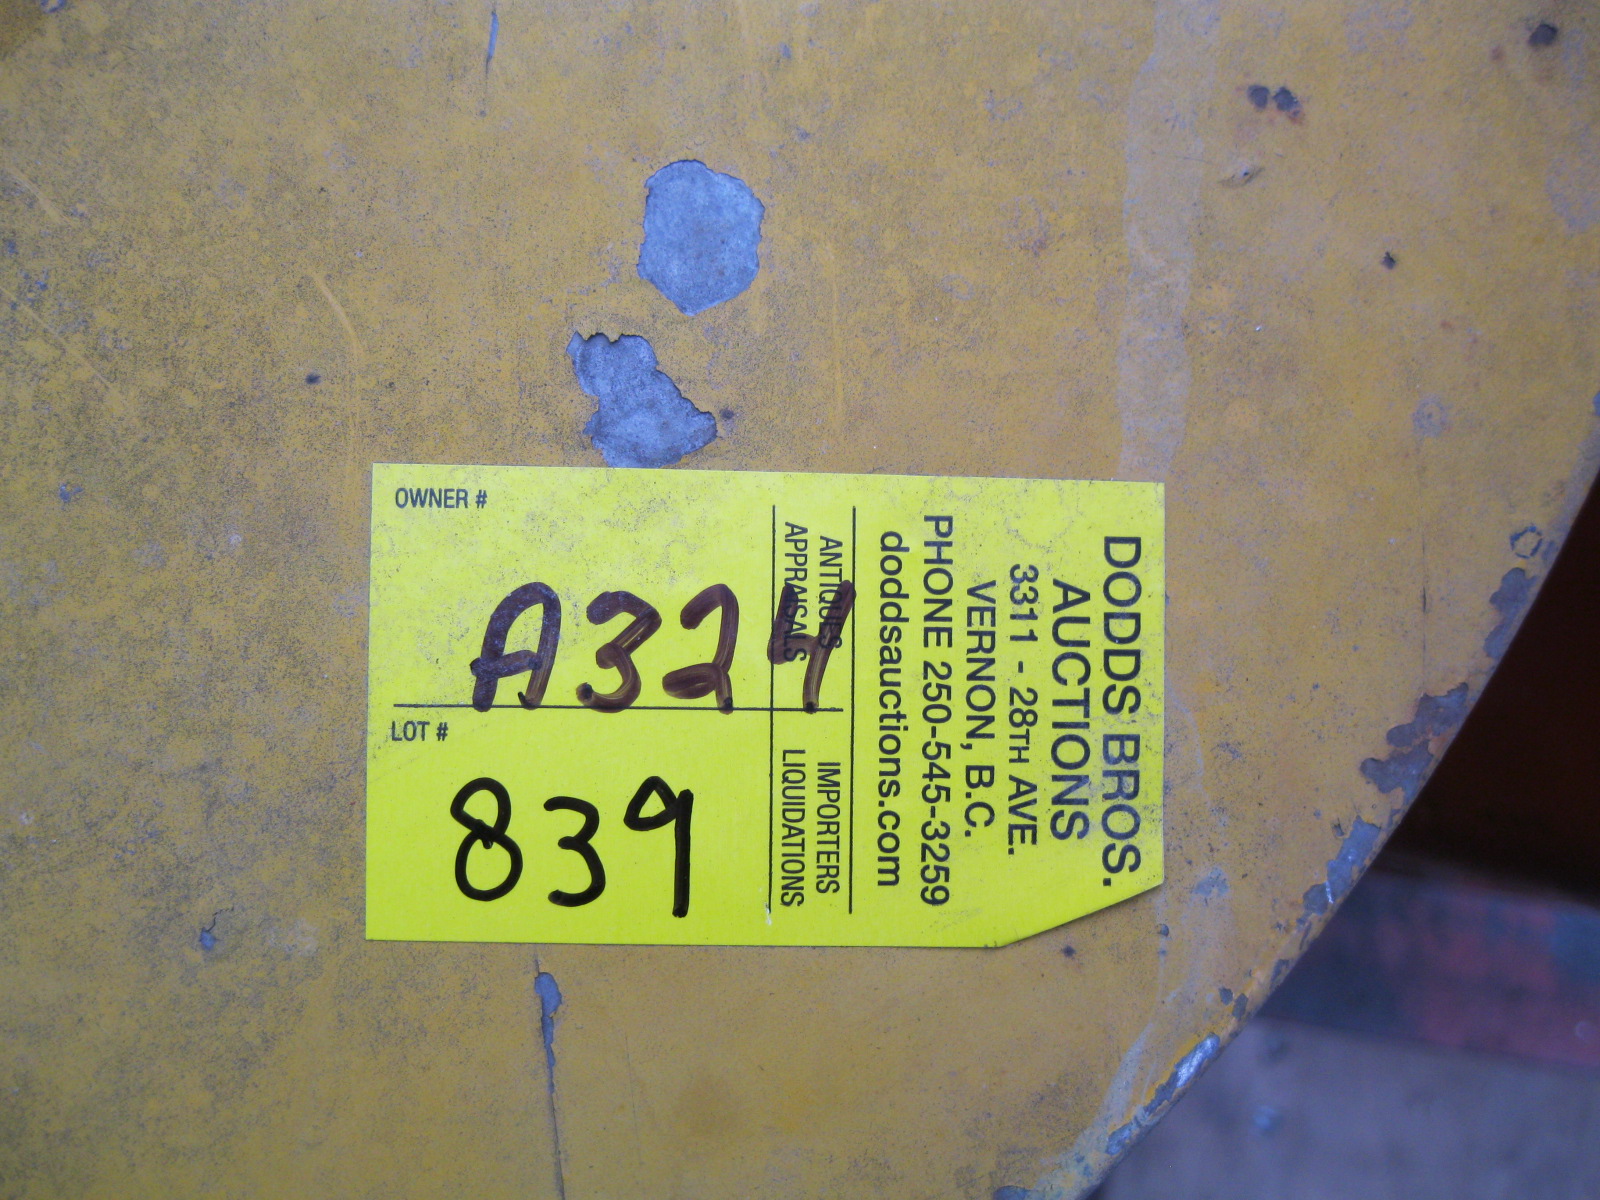 DODDS BROS.
AUCTIONS
3311 - 28TH AVE.
VERNON, B.C.
PHONE 250-545-3259
doddsauctions.com
ANTIQUES
APPRAISALS
IMPORTERS
LIQUIDATIONS
OWNER #
A324
LOT #
839